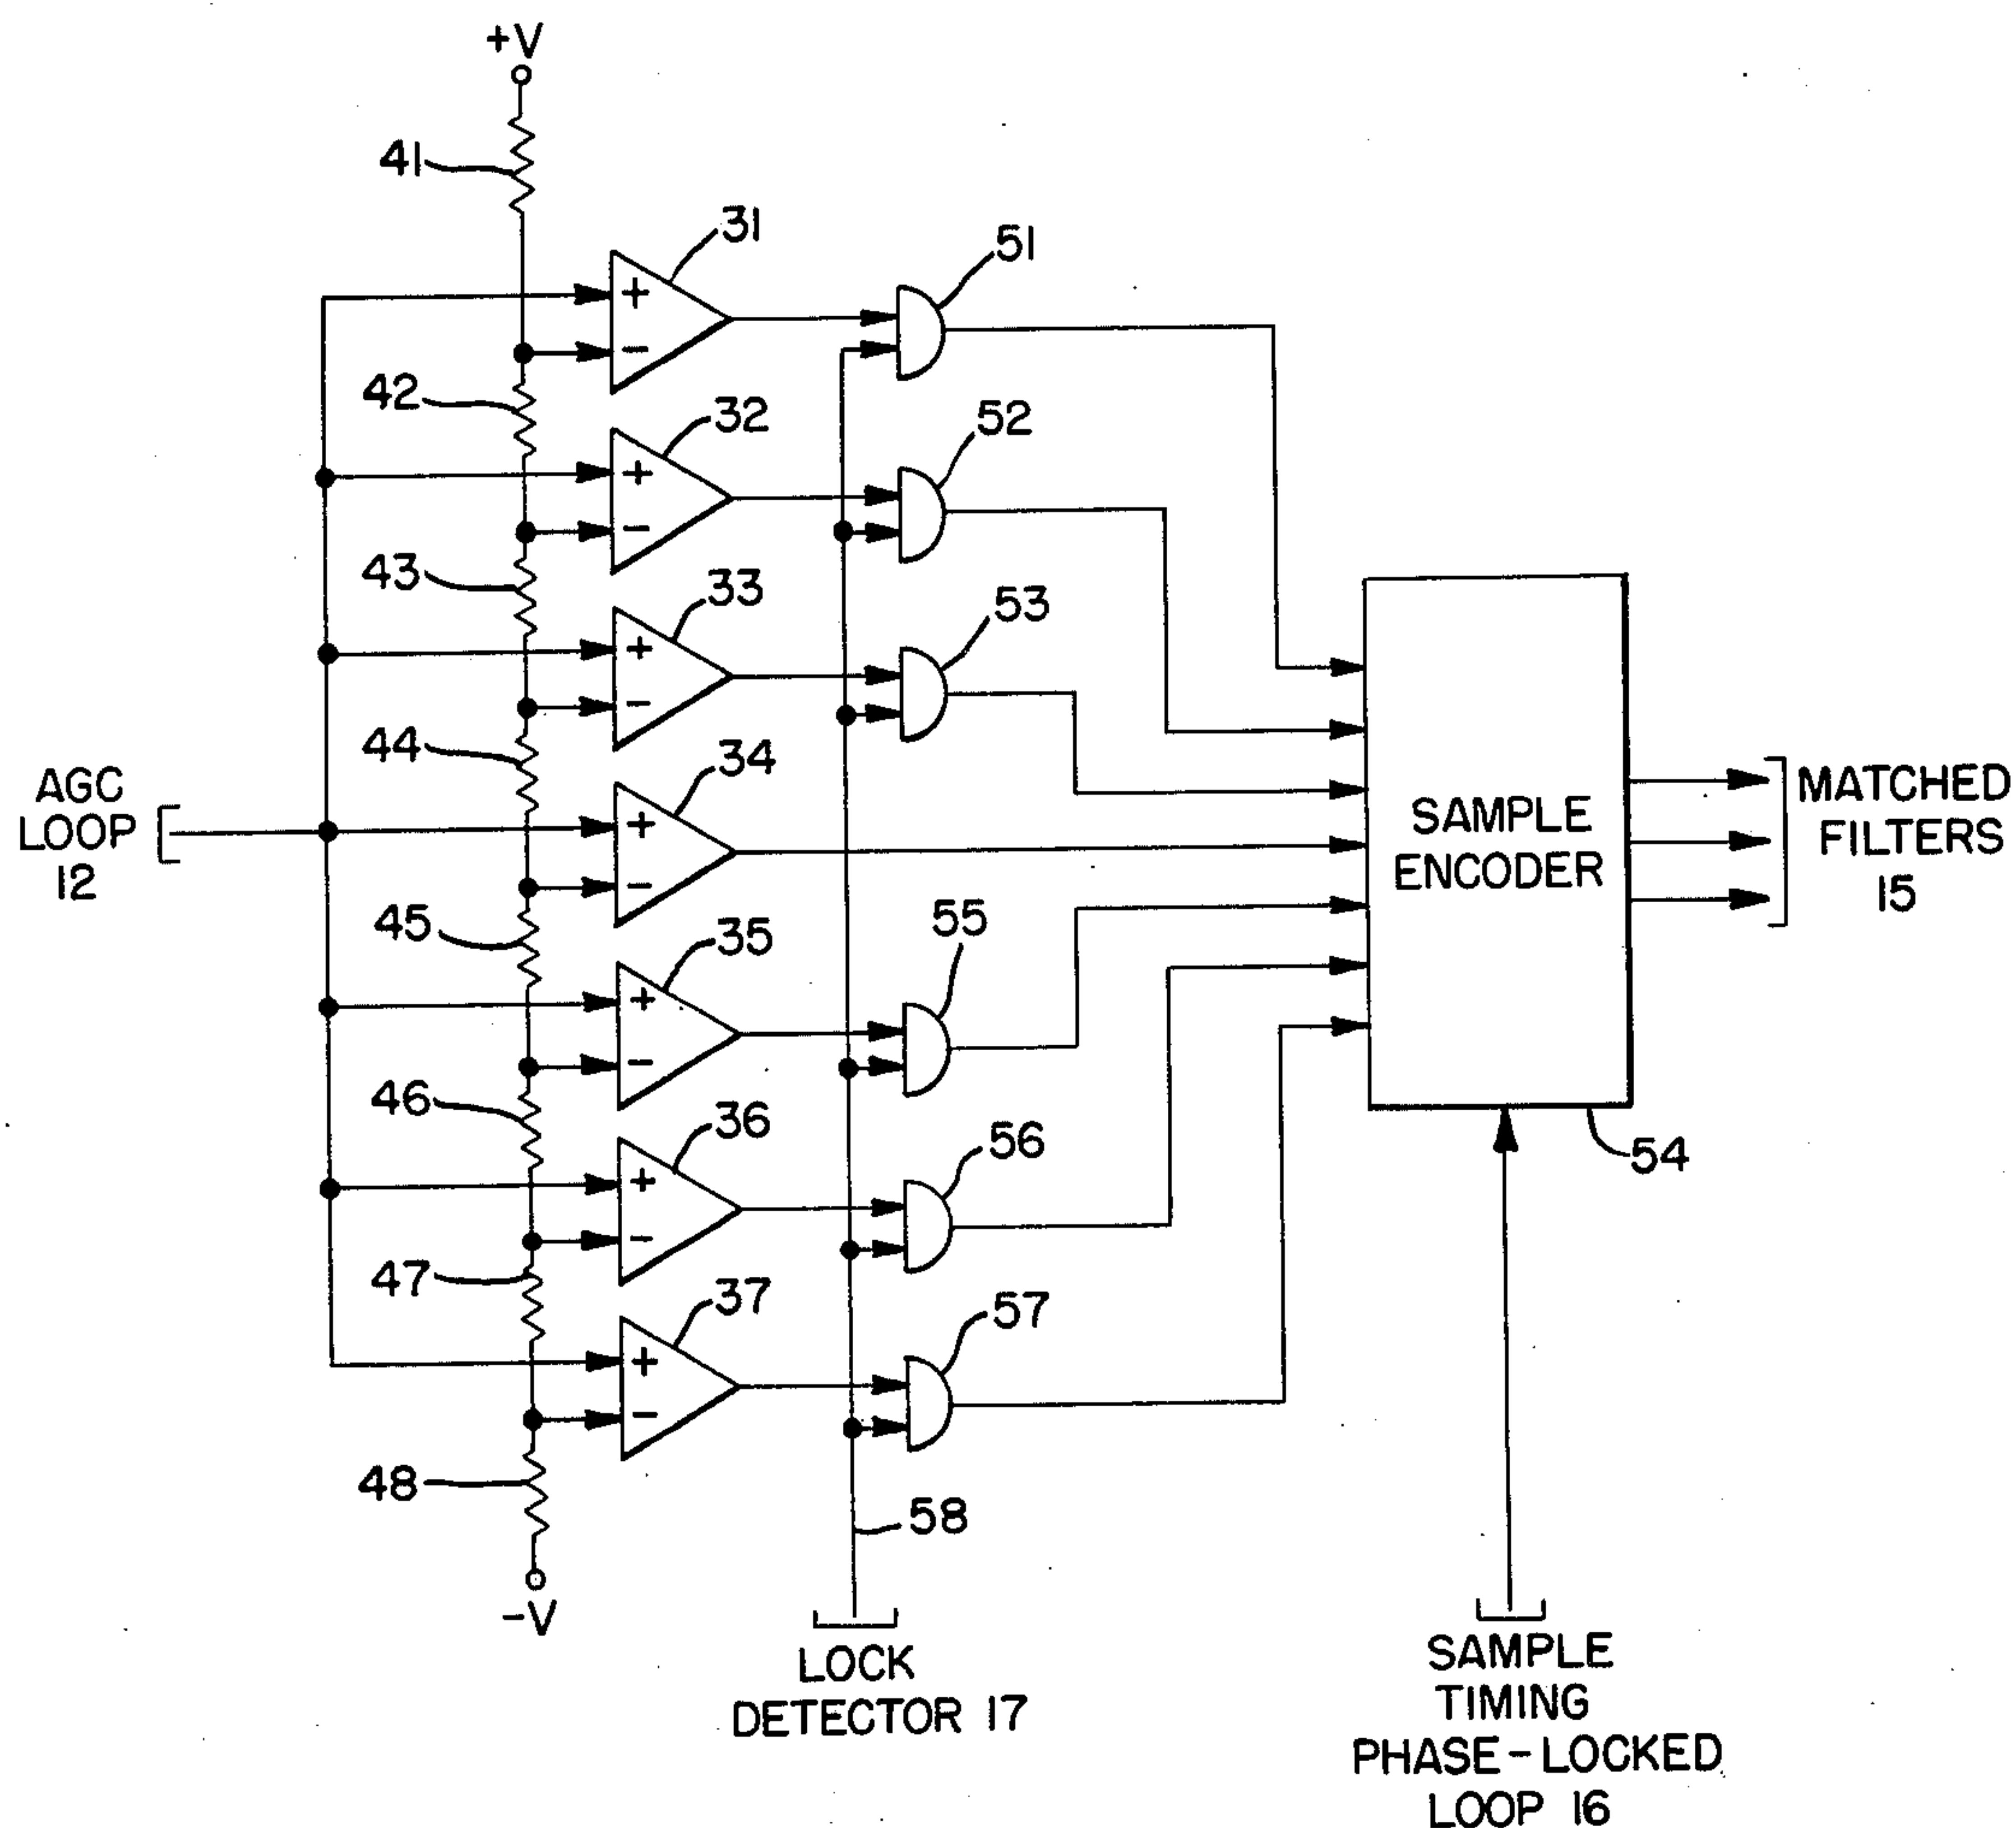 +V
41
31
51
+
−
42
32
52
+
−
43
33
53
+
−
44
34
+
−
AGC
LOOP
12
SAMPLE
ENCODER
MATCHED
FILTERS
15
45
35
55
+
−
46
36
56
54
+
−
47
37
57
+
−
48
58
−V
LOCK
DETECTOR 17
SAMPLE
TIMING
PHASE-LOCKED
LOOP 16